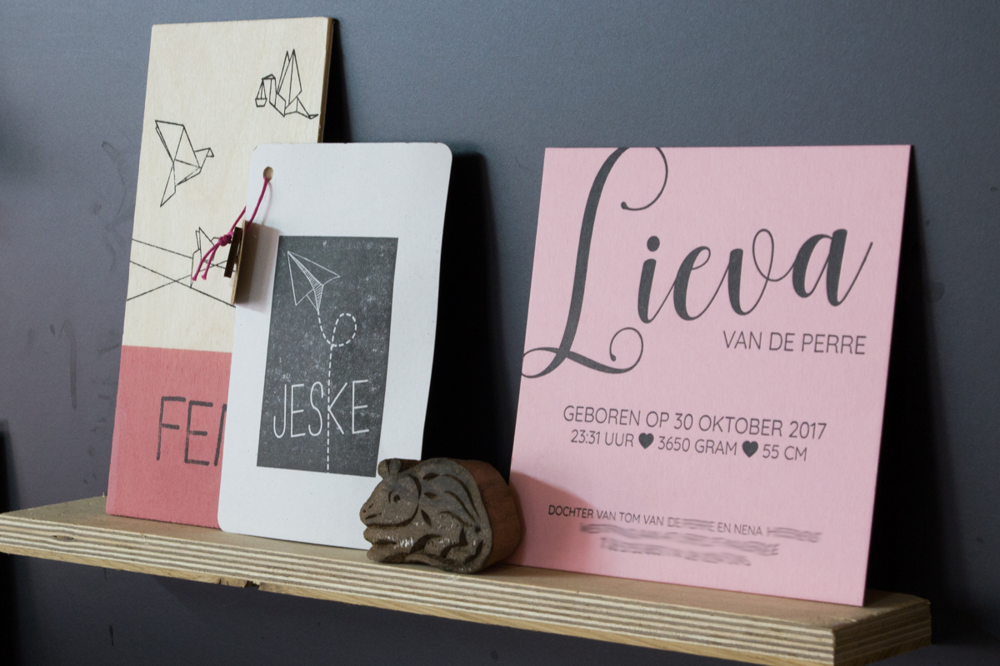 FE
JESKE
Lieva
VAN DE PERRE
GEBOREN OP 30 OKTOBER 2017
23:31 UUR ♥ 3650 GRAM ♥ 55 CM
DOCHTER VAN TOM VAN DE EN NENA